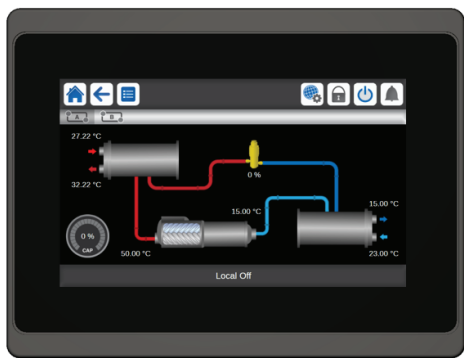 A
B
27.22 °C
32.22 °C
0 %
15.00 °C
15.00 °C
0 %
CAP
50.00 °C
23.00 °C
Local Off